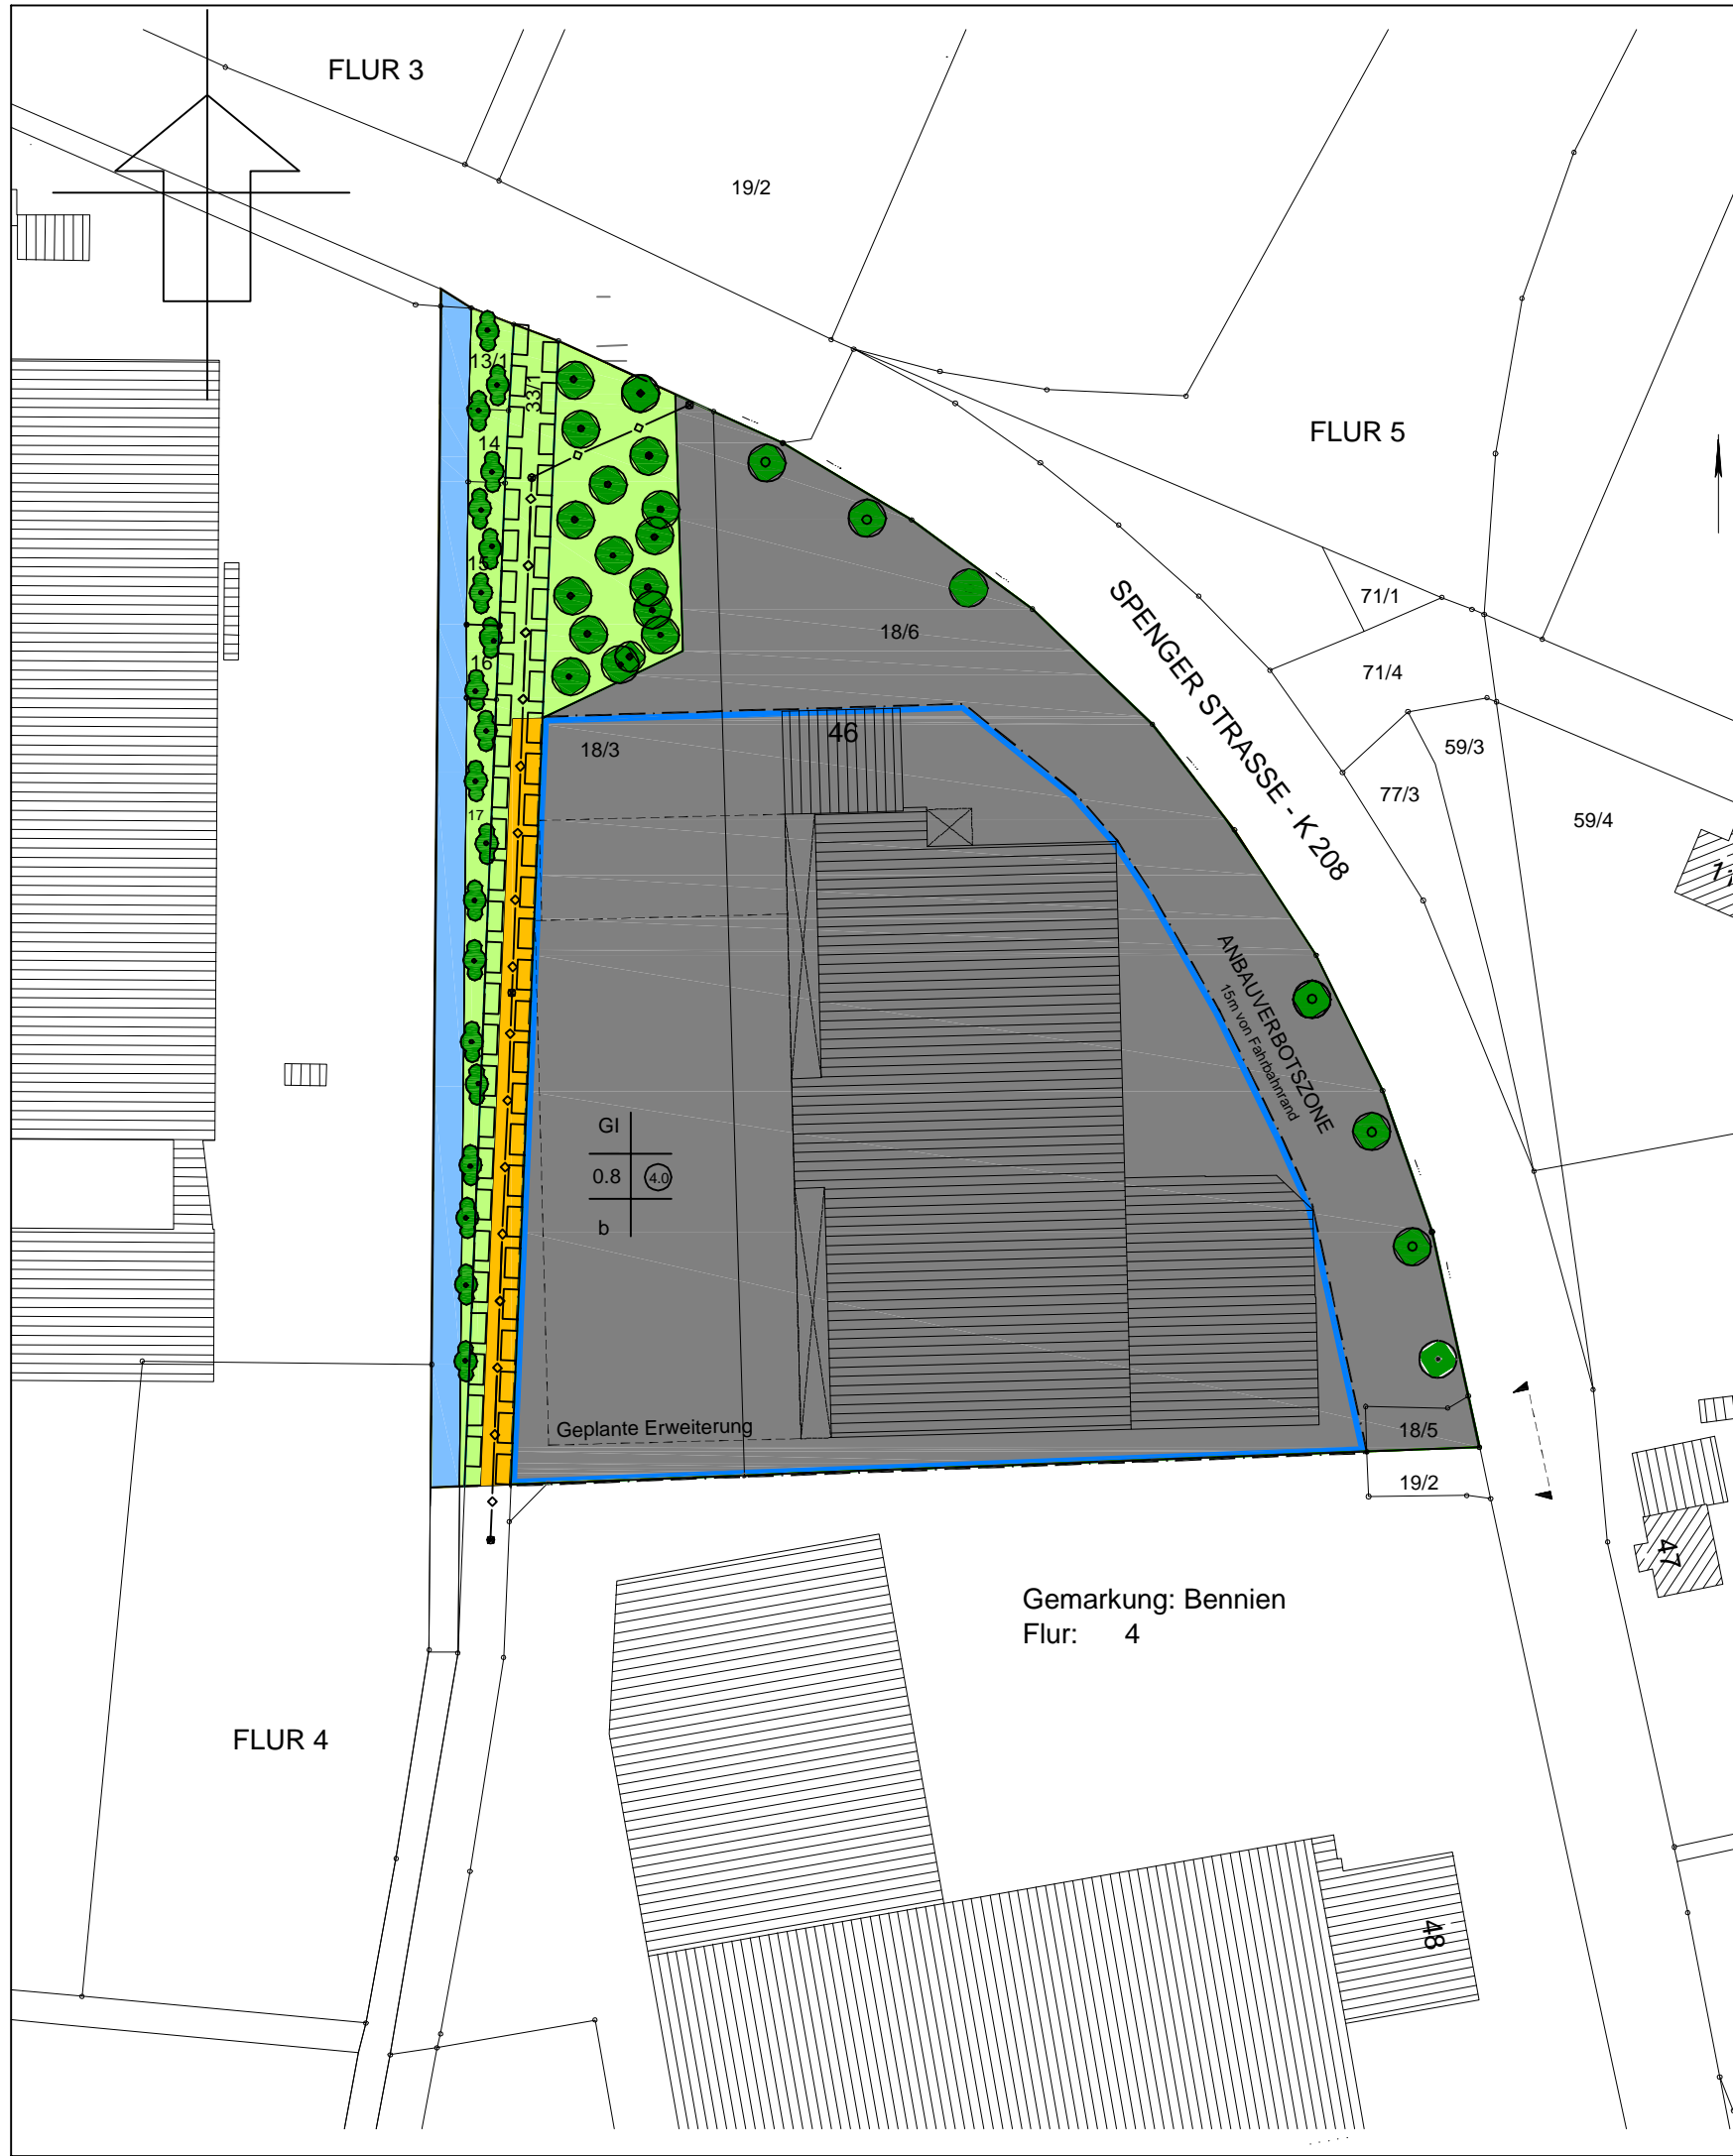 FLUR 3
19/2
13/1
33/1
FLUR 5
14
15
71/1
18/6
16
71/4
SPENGER STRASSE - K 208
46
18/3
59/3
77/3
17
59/4
ANBAUVERBOTSZONE
15m von Fahrbahnrand
GI
0.8
4.0
b
Geplante Erweiterung
18/5
19/2
47
Gemarkung: Bennien
Flur: 4
FLUR 4
48